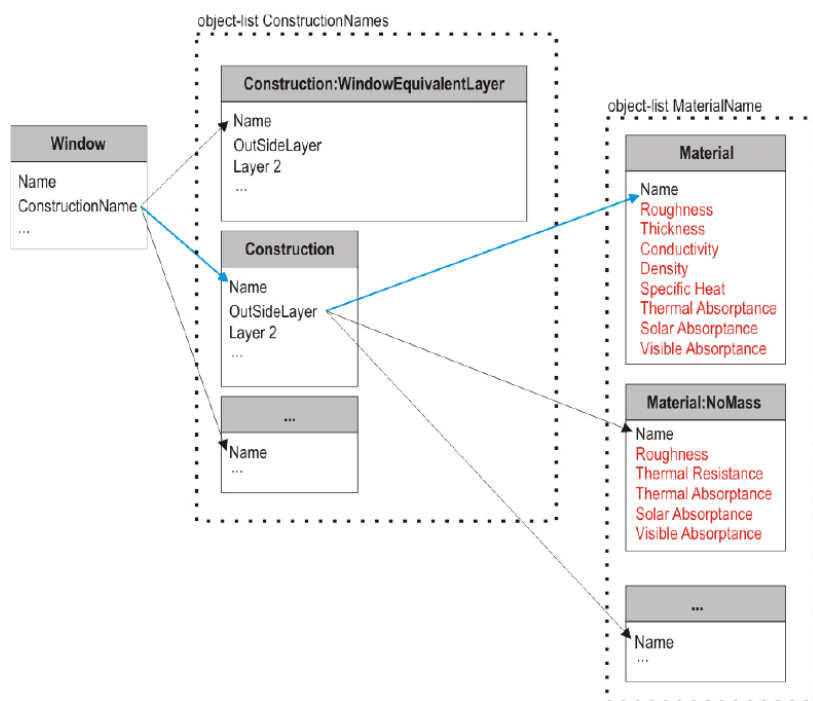 object-list ConstructionNames
Construction:WindowEquivalentLayer
Name
OutSideLayer
Layer 2
...
Window
Name
ConstructionName
...
Construction
Name
OutSideLayer
Layer 2
...
...
Name
...
object-list MaterialName
Material
Name
Roughness
Thickness
Conductivity
Density
Specific Heat
Thermal Absorptance
Solar Absorptance
Visible Absorptance
Material:NoMass
Name
Roughness
Thermal Resistance
Thermal Absorptance
Solar Absorptance
Visible Absorptance
...
Name
...